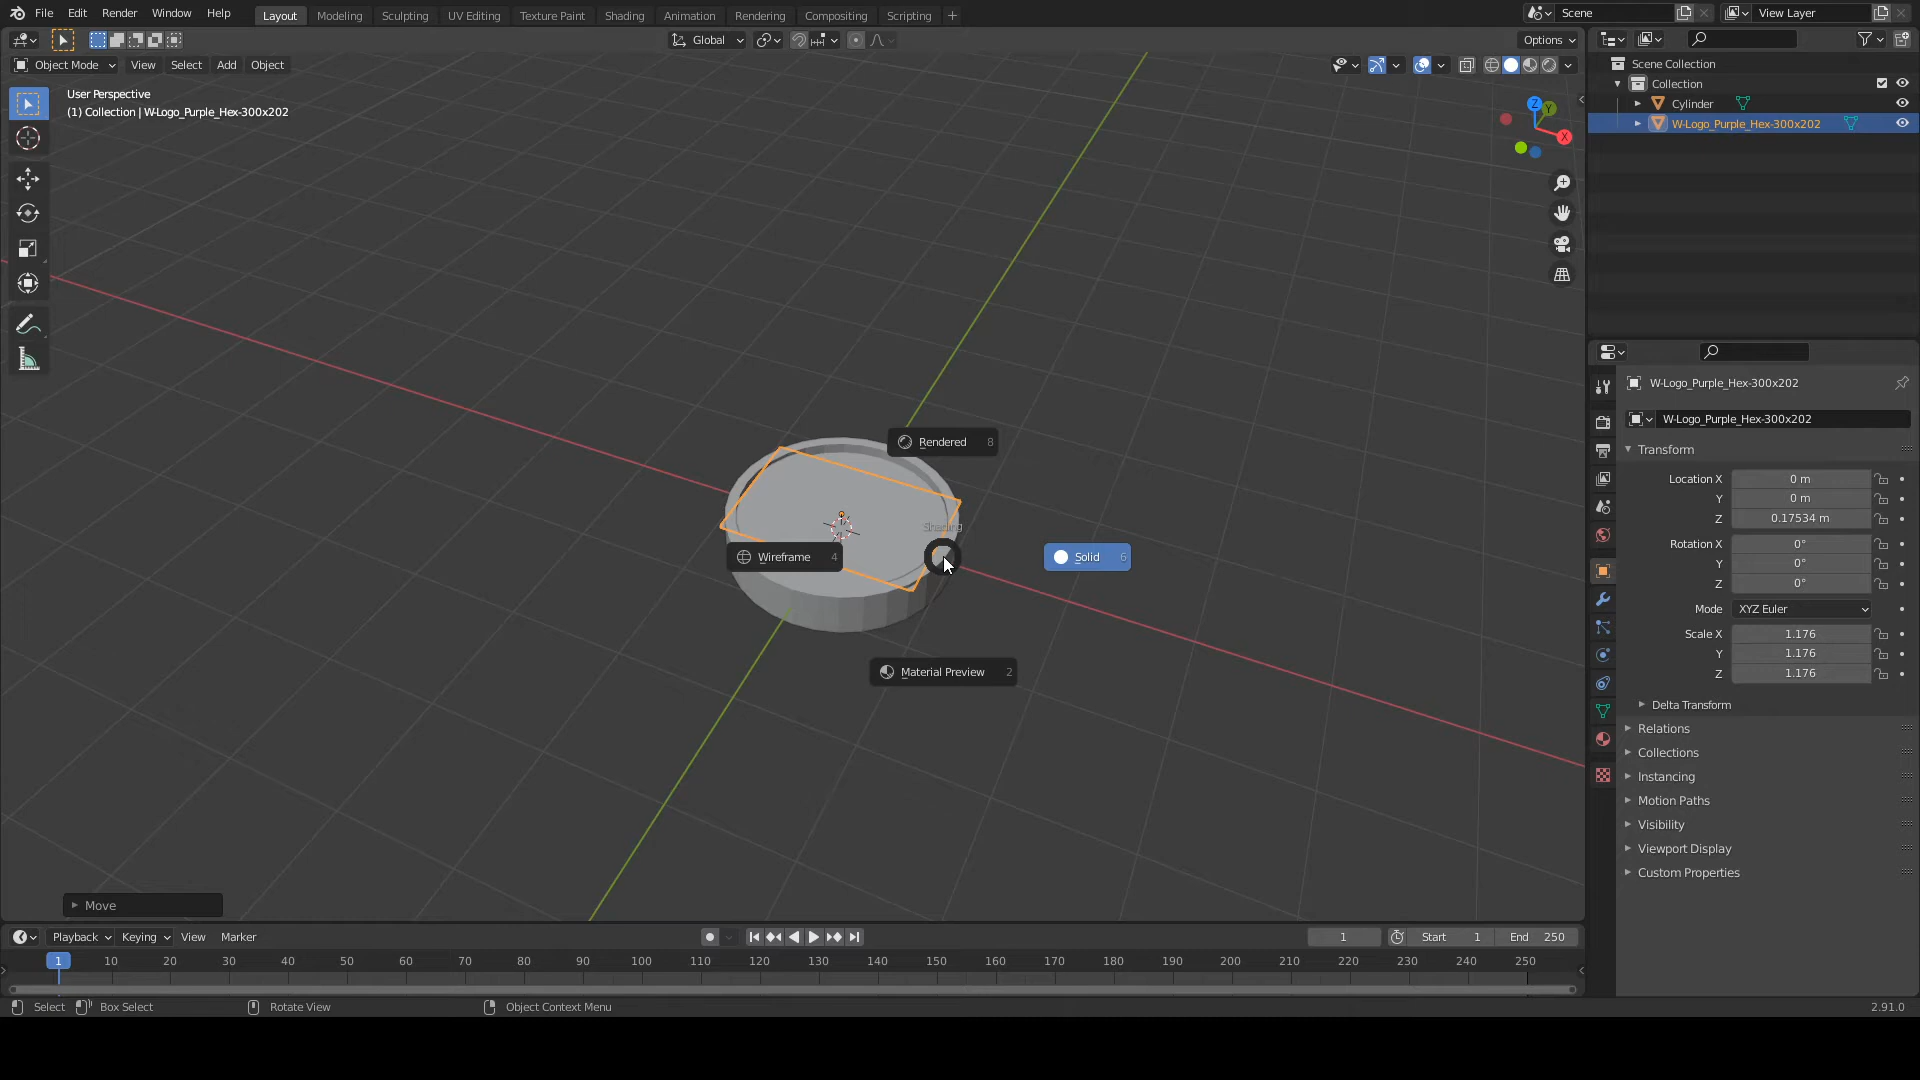 File Edit Render Window Help
Layout Modeling Sculpting UV Editing Texture Paint Shading Animation Rendering Compositing Scripting +
Scene View Layer
Global Options
Object Mode View Select Add Object
User Perspective
(1) Collection | W-Logo_Purple_Hex-300x202
Z
Y
X
Rendered 8
Shading
Wireframe 4
Solid 6
Material Preview 2
Move
Scene Collection
Collection
Cylinder
W-Logo_Purple_Hex-300x202
W-Logo_Purple_Hex-300x202
W-Logo_Purple_Hex-300x202
Transform
Location X 0 m
Y 0 m
Z 0.17534 m
Rotation X 0°
Y 0°
Z 0°
Mode XYZ Euler
Scale X 1.176
Y 1.176
Z 1.176
Delta Transform
Relations
Collections
Instancing
Motion Paths
Visibility
Viewport Display
Custom Properties
Playback Keying View Marker 1 Start 1 End 250
1 10 20 30 40 50 60 70 80 90 100 110 120 130 140 150 160 170 180 190 200 210 220 230 240 250
Select Box Select Rotate View Object Context Menu 2.91.0